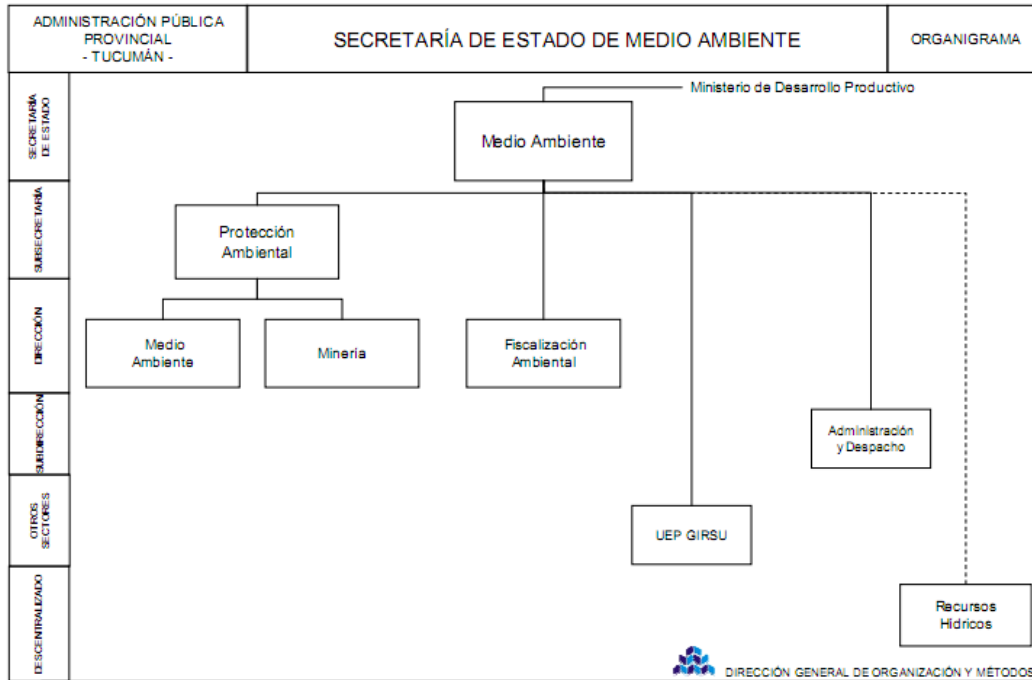 ADMINISTRACIÓN PÚBLICA
PROVINCIAL
- TUCUMÁN -
SECRETARÍA DE ESTADO DE MEDIO AMBIENTE
ORGANIGRAMA
SECRETARÍA
DE ESTADO
Ministerio de Desarrollo Productivo
Medio Ambiente
SUBSECRETARÍA
Protección
Ambiental
DIRECCIÓN
Medio
Ambiente
Minería
Fiscalización
Ambiental
SUBDIRECCIÓN
Administración
y Despacho
OTROS
SECTORES
UEP GIRSU
DESCENTRALIZADO
Recursos
Hídricos
DIRECCIÓN GENERAL DE ORGANIZACIÓN Y MÉTODOS